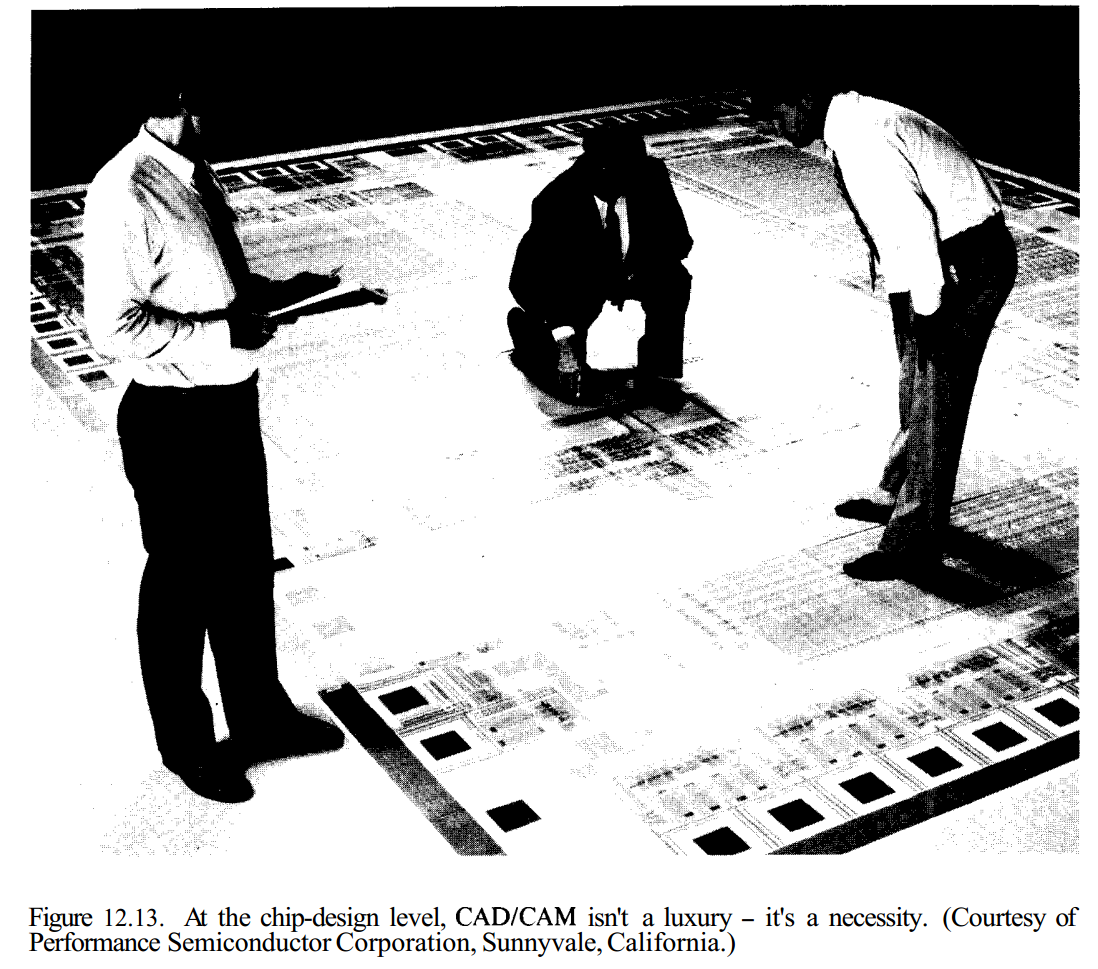 Figure 12.13. At the chip-design level, CAD/CAM isn't a luxury – it's a necessity. (Courtesy of
Performance Semiconductor Corporation, Sunnyvale, California.)